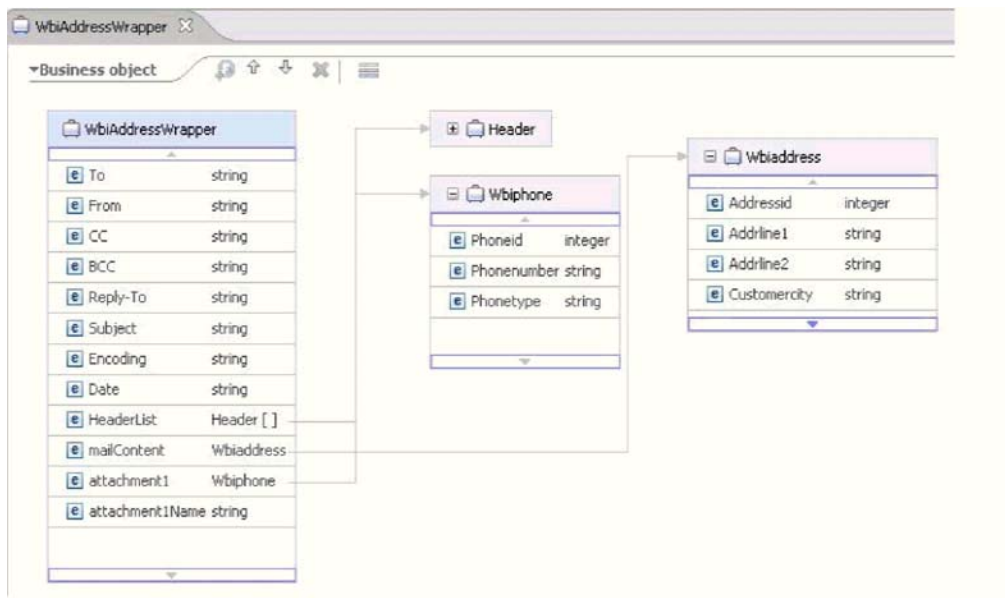 WbiAddressWrapper
Business object
WbiAddressWrapper
To string
From string
CC string
BCC string
Reply-To string
Subject string
Encoding string
Date string
HeaderList Header [ ]
mailContent Wbiaddress
attachment1 Wbiphone
attachment1Name string
Header
Wbiphone
Phoneid integer
Phonenumber string
Phonetype string
Wbiaddress
Addressid integer
Addrline1 string
Addrline2 string
Customercity string